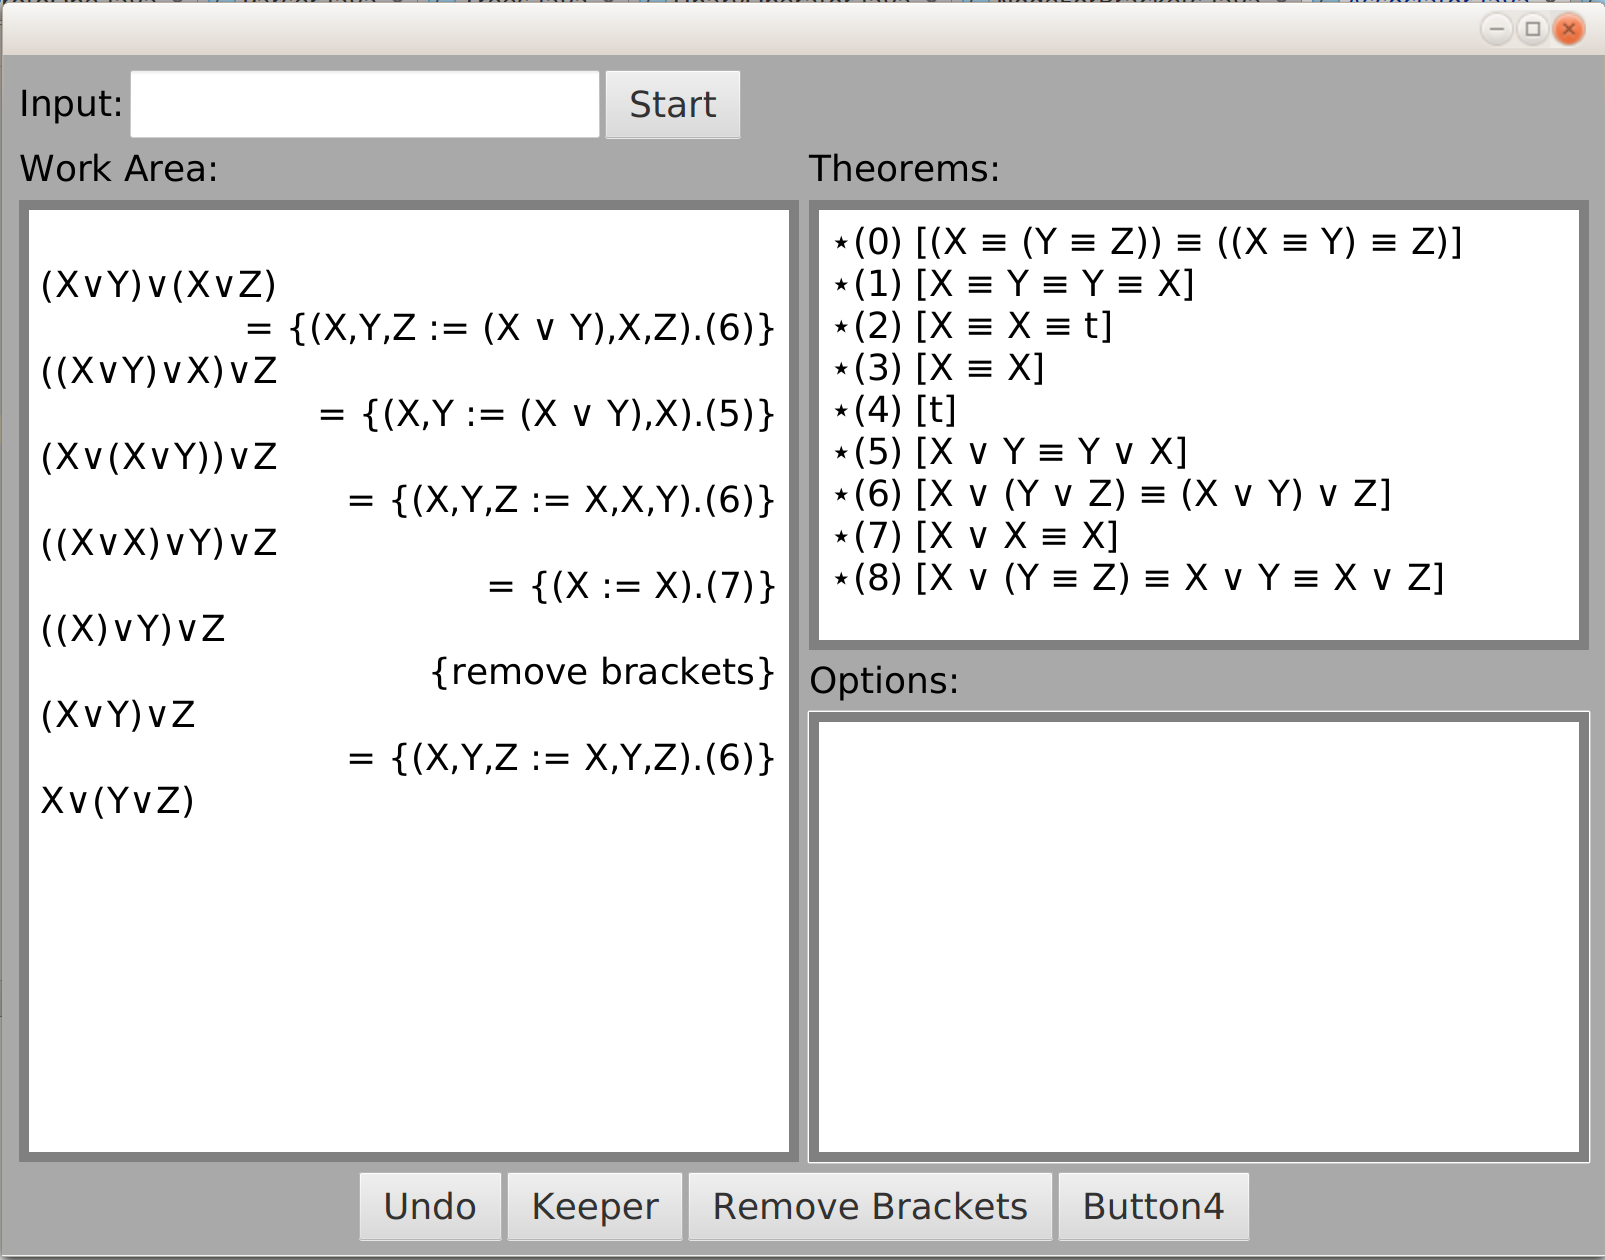 Input:
Start
Work Area:
(X∨Y)∨(X∨Z)
= {(X,Y,Z := (X ∨ Y),X,Z).(6)}
((X∨Y)∨X)∨Z
= {(X,Y := (X ∨ Y),X).(5)}
(X∨(X∨Y))∨Z
= {(X,Y,Z := X,X,Y).(6)}
((X∨X)∨Y)∨Z
= {(X := X).(7)}
((X)∨Y)∨Z
{remove brackets}
(X∨Y)∨Z
= {(X,Y,Z := X,Y,Z).(6)}
X∨(Y∨Z)
Theorems:
⋆(0) [(X ≡ (Y ≡ Z)) ≡ ((X ≡ Y) ≡ Z)]
⋆(1) [X ≡ Y ≡ Y ≡ X]
⋆(2) [X ≡ X ≡ t]
⋆(3) [X ≡ X]
⋆(4) [t]
⋆(5) [X ∨ Y ≡ Y ∨ X]
⋆(6) [X ∨ (Y ∨ Z) ≡ (X ∨ Y) ∨ Z]
⋆(7) [X ∨ X ≡ X]
⋆(8) [X ∨ (Y ≡ Z) ≡ X ∨ Y ≡ X ∨ Z]
Options:
Undo
Keeper
Remove Brackets
Button4